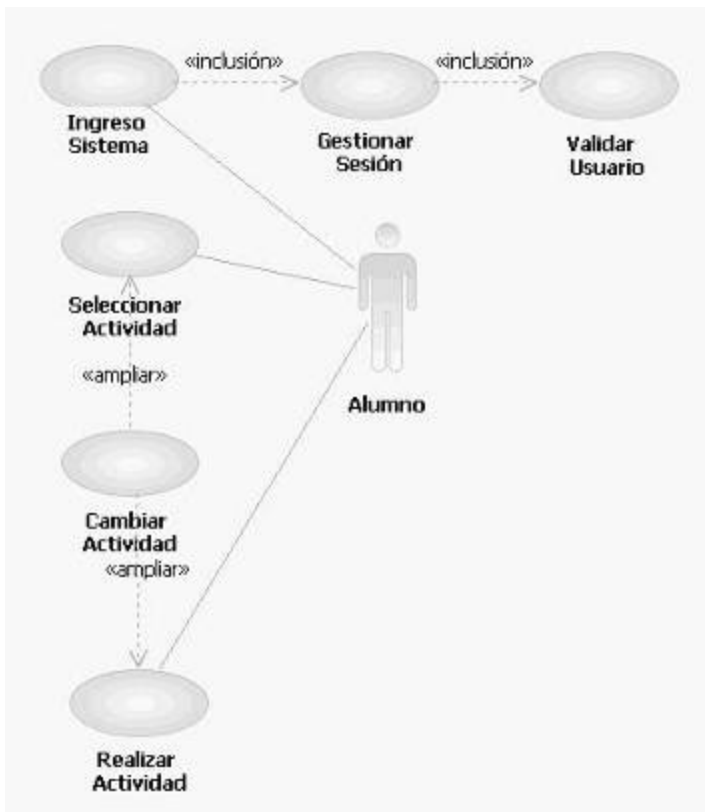 «inclusión»
«inclusión»
Ingreso
Sistema
Gestionar
Sesión
Validar
Usuario
Seleccionar
Actividad
«ampliar»
Alumno
Cambiar
Actividad
«ampliar»
Realizar
Actividad